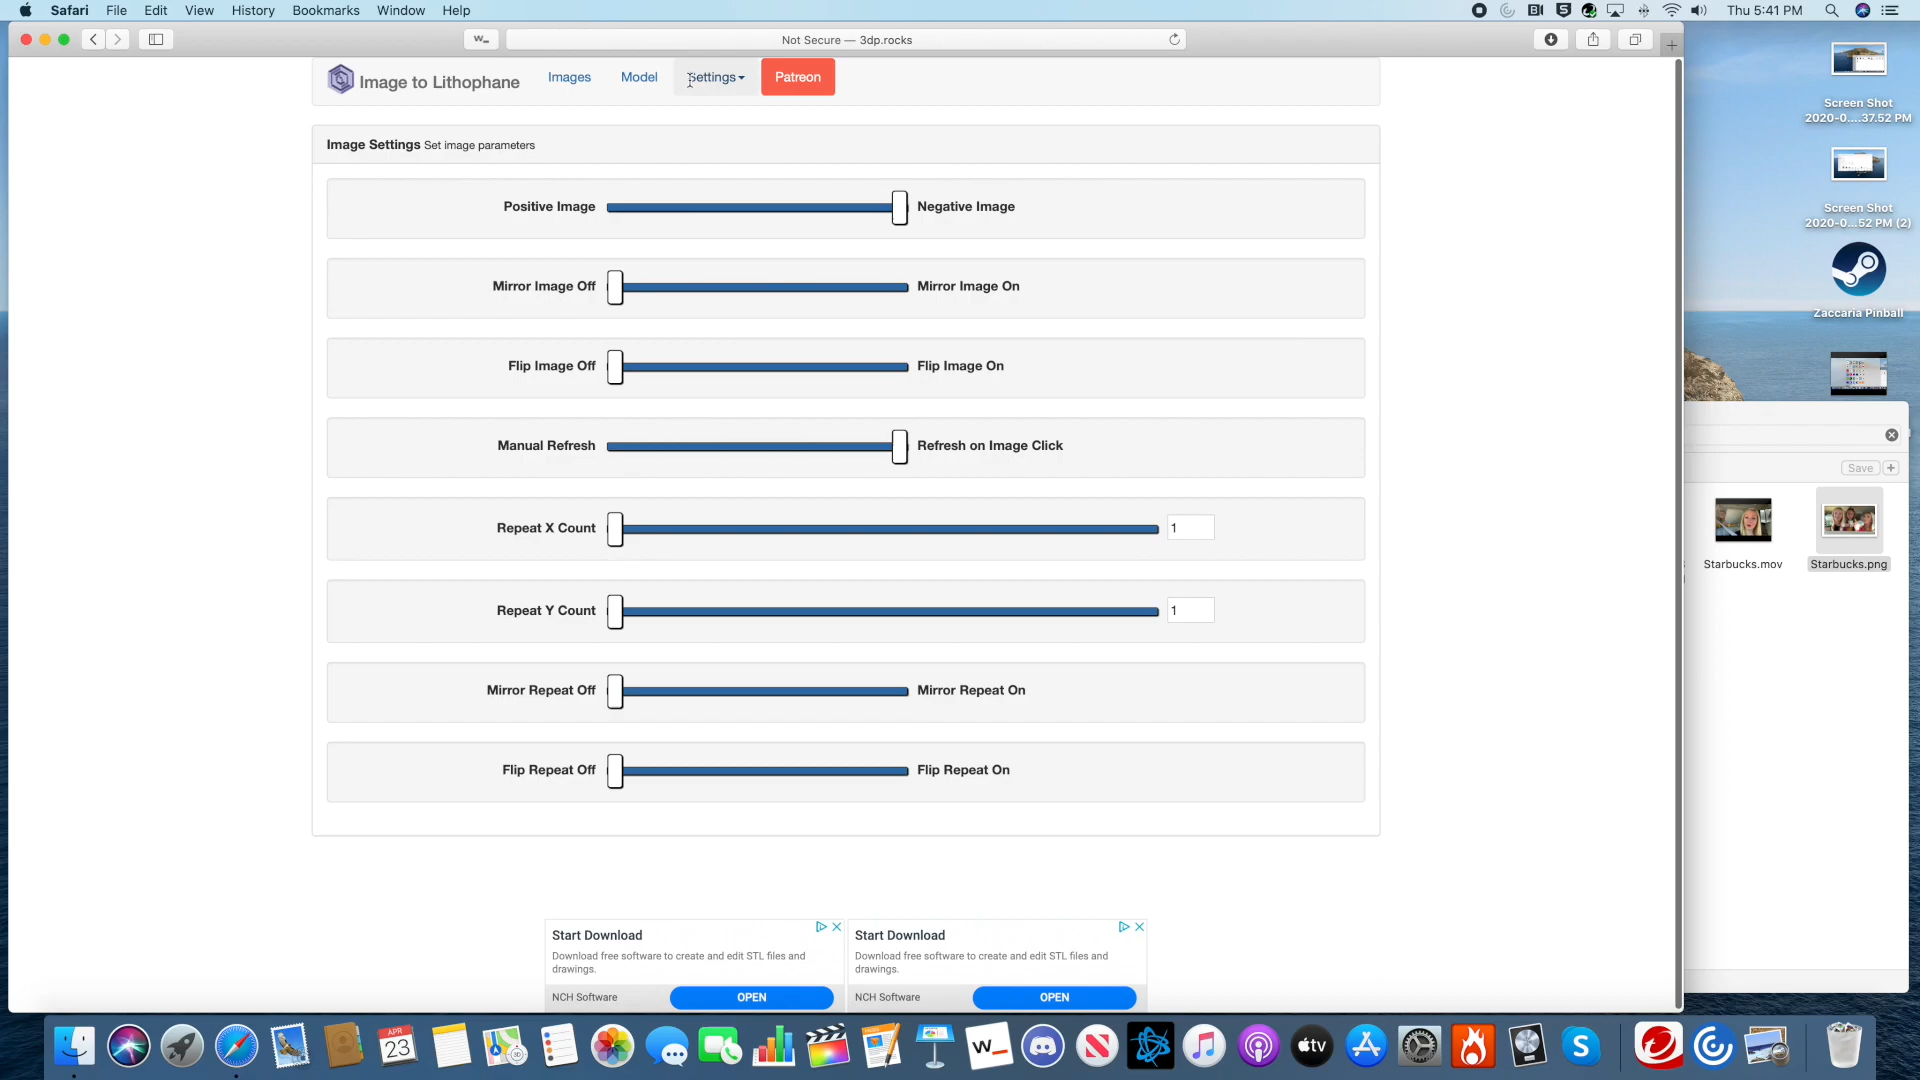 Safari File Edit View History Bookmarks Window Help
Thu 5:41 PM
Not Secure — 3dp.rocks
Image to Lithophane Images Model Settings Patreon
Image Settings Set image parameters
Positive Image Negative Image
Mirror Image Off Mirror Image On
Flip Image Off Flip Image On
Manual Refresh Refresh on Image Click
Repeat X Count 1
Repeat Y Count 1
Mirror Repeat Off Mirror Repeat On
Flip Repeat Off Flip Repeat On
Start Download
Download free software to create and edit STL files and
drawings.
NCH Software OPEN
Start Download
Download free software to create and edit STL files and
drawings.
NCH Software OPEN
Screen Shot
2020-0....37.52 PM
Screen Shot
2020-0...52 PM (2)
Zaccaria Pinball
Save
Starbucks.mov Starbucks.png
APR
23
tv